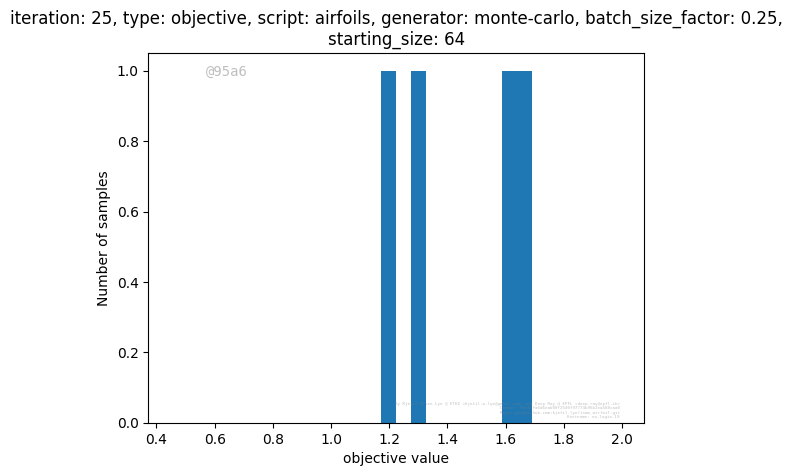 iteration: 25, type: objective, script: airfoils, generator: monte-carlo, batch_size_factor: 0.25,
starting_size: 64
@95a6
1.0
0.8
0.6
0.4
0.2
0.0
Number of samples
0.4 0.6 0.8 1.0 1.2 1.4 1.6 1.8 2.0
objective value